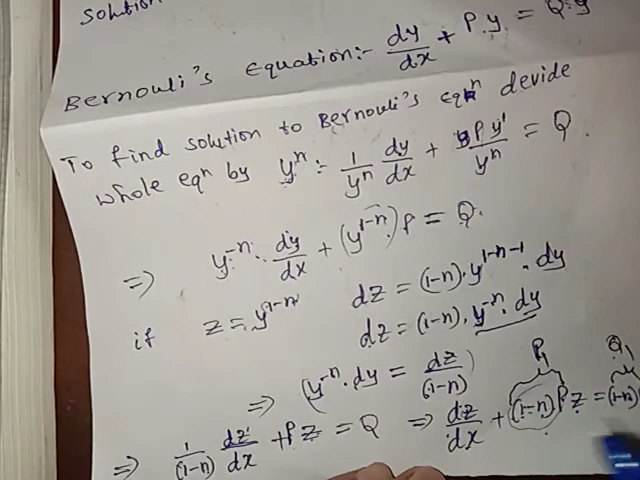 Solution
Bernouli's equation:- dy/dx + P.y = Q.y
To find solution to Bernouli's eqn devide
whole eqn by yⁿ :- 1/yⁿ dy/dx + P y¹/yⁿ = Q.
⇒ y⁻ⁿ. dy/dx + (y¹⁻ⁿ)P = Q.
if z = y¹⁻ⁿ dz = (1-n).y¹⁻ⁿ⁻¹. dy
dz = (1-n). y⁻ⁿ. dy
⇒ (y⁻ⁿ. dy = dz/(1-n))
P₁ Q₁
⇒ 1/(1-n) dz/dx + Pz = Q ⇒ dz/dx + (1-n)Pz = (1-n)